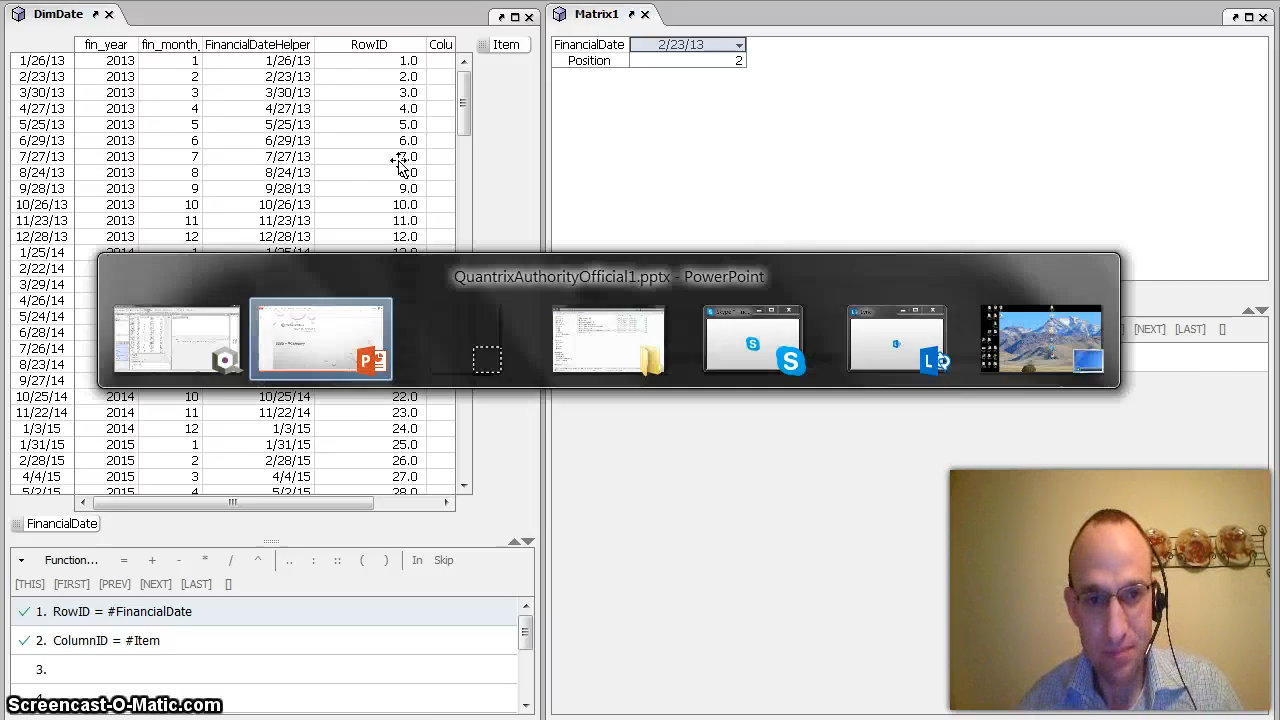 DimDate
Matrix1
fin_year fin_month_ FinancialDateHelper RowID Colu
Item
FinancialDate 2/23/13
Position 2
1/26/13 2013 1 1/26/13 1.0
2/23/13 2013 2 2/23/13 2.0
3/30/13 2013 3 3/30/13 3.0
4/27/13 2013 4 4/27/13 4.0
5/25/13 2013 5 5/25/13 5.0
6/29/13 2013 6 6/29/13 6.0
7/27/13 2013 7 7/27/13
8/24/13 2013 8 8/24/13
9/28/13 2013 9 9/28/13 9.0
10/26/13 2013 10 10/26/13 10.0
11/23/13 2013 11 11/23/13 11.0
12/28/13 2013 12 12/28/13 12.0
1/25/14
2/22/14
3/29/14
4/26/14
5/24/14
6/28/14
7/26/14
8/23/14
9/27/14
10/25/14 2014 10 10/25/14 22.0
11/22/14 2014 11 11/22/14 23.0
1/3/15 2014 12 1/3/15 24.0
1/31/15 2015 1 1/31/15 25.0
2/28/15 2015 2 2/28/15 26.0
4/4/15 2015 3 4/4/15 27.0
5/2/15 2015 4 5/2/15 28.0
QuantrixAuthorityOfficial1.pptx - PowerPoint
[NEXT] [LAST] []
FinancialDate
Function... = + - * / ^ .. : :: ( ) In Skip
[THIS] [FIRST] [PREV] [NEXT] [LAST] []
1. RowID = #FinancialDate
2. ColumnID = #Item
3.
Screencast-O-Matic.com